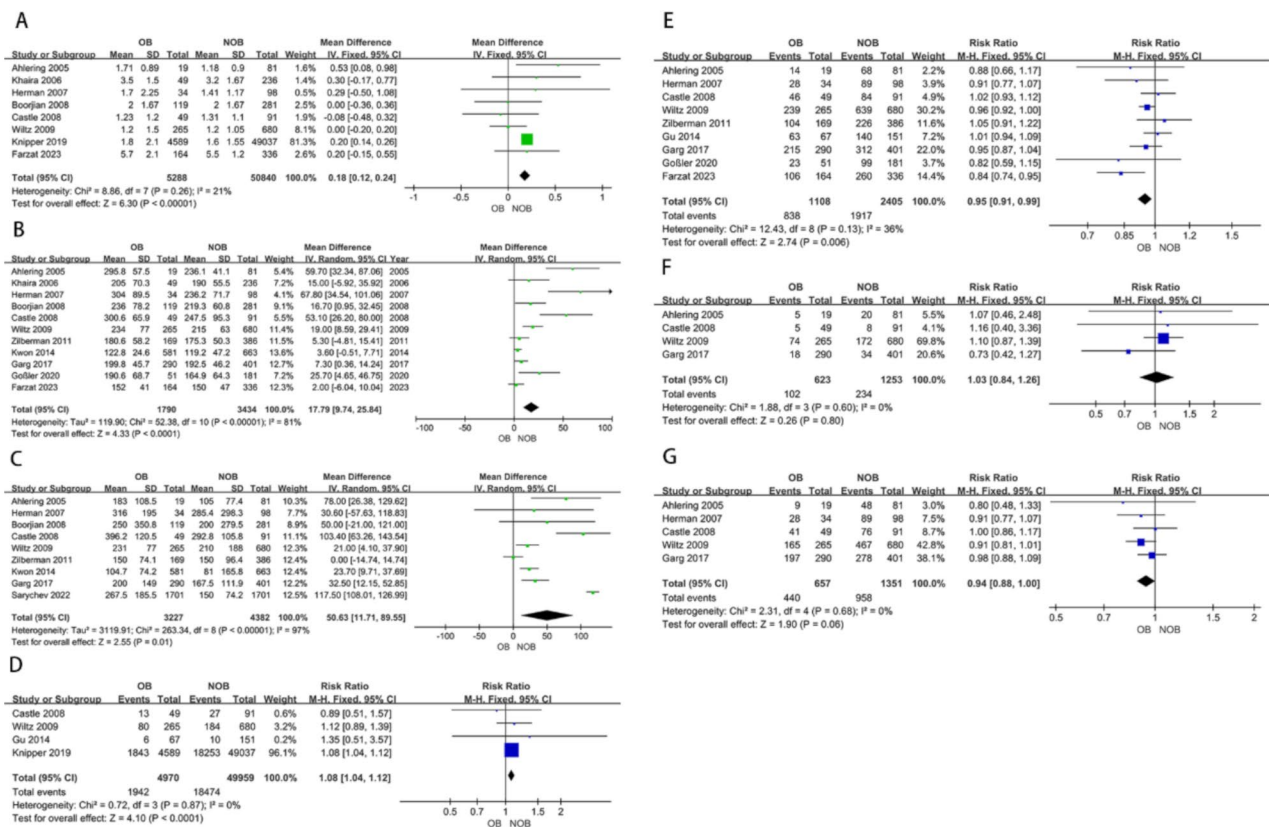 A
OB NOB Mean Difference Mean Difference
Study or Subgroup Mean SD Total Mean SD Total Weight IV, Fixed, 95% CI IV, Fixed, 95% CI
Ahlering 2005 1.71 0.89 19 1.18 0.9 81 1.6% 0.53 [0.08, 0.98]
Khaira 2006 3.5 1.5 49 3.2 1.67 236 1.5% 0.30 [-0.17, 0.77]
Herman 2007 1.7 2.25 34 1.41 1.17 98 0.5% 0.29 [-0.50, 1.08]
Boorjian 2008 2 1.67 119 2 1.67 281 2.6% 0.00 [-0.36, 0.36]
Castle 2008 1.23 1.2 49 1.31 1.1 91 2.1% -0.08 [-0.48, 0.32]
Wiltz 2009 1.2 1.5 265 1.2 1.05 680 7.9% 0.00 [-0.20, 0.20]
Knipper 2019 1.8 2.1 4589 1.6 1.55 49037 81.3% 0.20 [0.14, 0.26]
Farzat 2023 5.7 2.1 164 5.5 1.2 336 2.6% 0.20 [-0.15, 0.55]
Total (95% CI) 5288 50840 100.0% 0.18 [0.12, 0.24]
Heterogeneity: Chi² = 8.86, df = 7 (P = 0.26); I² = 21%
Test for overall effect: Z = 6.30 (P < 0.00001)
-1 -0.5 0 0.5 1
OB NOB
B
OB NOB Mean Difference Mean Difference
Study or Subgroup Mean SD Total Mean SD Total Weight IV, Random, 95% CI Year IV, Random, 95% CI
Ahlering 2005 295.8 57.5 19 236.1 41.1 81 5.4% 59.70 [32.34, 87.06] 2005
Khaira 2006 205 70.3 49 190 55.5 236 7.7% 15.00 [-5.92, 35.92] 2006
Herman 2007 304 89.5 34 236.2 71.7 98 4.1% 67.80 [34.54, 101.06] 2007
Boorjian 2008 236 78.2 119 219.3 60.8 281 9.8% 16.70 [0.95, 32.45] 2008
Castle 2008 300.6 65.9 49 247.5 95.3 91 5.7% 53.10 [26.20, 80.00] 2008
Wiltz 2009 234 77 265 215 63 680 12.2% 19.00 [8.59, 29.41] 2009
Zilberman 2011 180.6 58.2 169 175.3 50.3 386 12.3% 5.30 [-4.81, 15.41] 2011
Kwon 2014 122.8 24.6 581 119.2 47.2 663 14.2% 3.60 [-0.51, 7.71] 2014
Garg 2017 199.8 45.7 290 192.5 46.2 401 13.4% 7.30 [0.36, 14.24] 2017
Goßler 2020 190.6 68.7 51 164.9 64.3 181 7.7% 25.70 [4.65, 46.75] 2020
Farzat 2023 152 41 164 150 47 336 13.1% 2.00 [-6.04, 10.04] 2023
Total (95% CI) 1790 3434 100.0% 17.79 [9.74, 25.84]
Heterogeneity: Tau² = 119.90; Chi² = 52.38, df = 10 (P < 0.00001); I² = 81%
Test for overall effect: Z = 4.33 (P < 0.0001)
-100 -50 0 50 100
OB NOB
C
OB NOB Mean Difference Mean Difference
Study or Subgroup Mean SD Total Mean SD Total Weight IV, Random, 95% CI IV, Random, 95% CI
Ahlering 2005 183 108.5 19 105 77.4 81 10.3% 78.00 [26.38, 129.62]
Herman 2007 316 195 34 285.4 298.3 98 7.7% 30.60 [-57.63, 118.83]
Boorjian 2008 250 350.8 119 200 279.5 281 8.9% 50.00 [-21.00, 121.00]
Castle 2008 396.2 120.5 49 292.8 105.8 91 11.1% 103.40 [63.26, 143.54]
Wiltz 2009 231 77 265 210 188 680 12.3% 21.00 [4.10, 37.90]
Zilberman 2011 150 74.1 169 150 96.4 386 12.4% 0.00 [-14.74, 14.74]
Kwon 2014 104.7 74.2 581 81 165.8 663 12.4% 23.70 [9.71, 37.69]
Garg 2017 200 149 290 167.5 111.9 401 12.2% 32.50 [12.15, 52.85]
Sarychev 2022 267.5 185.5 1701 150 74.2 1701 12.5% 117.50 [108.01, 126.99]
Total (95% CI) 3227 4382 100.0% 50.63 [11.71, 89.55]
Heterogeneity: Tau² = 3119.91; Chi² = 263.34, df = 8 (P < 0.00001); I² = 97%
Test for overall effect: Z = 2.55 (P = 0.01)
-100 -50 0 50 100
OB NOB
D
OB NOB Risk Ratio Risk Ratio
Study or Subgroup Events Total Events Total Weight M-H, Fixed, 95% CI M-H, Fixed, 95% CI
Castle 2008 13 49 27 91 0.6% 0.89 [0.51, 1.57]
Wiltz 2009 80 265 184 680 3.2% 1.12 [0.89, 1.39]
Gu 2014 6 67 10 151 0.1% 1.35 [0.51, 3.57]
Knipper 2019 1843 4589 18253 49037 96.1% 1.08 [1.04, 1.12]
Total (95% CI) 4970 49959 100.0% 1.08 [1.04, 1.12]
Total events 1942 18474
Heterogeneity: Chi² = 0.72, df = 3 (P = 0.87); I² = 0%
Test for overall effect: Z = 4.10 (P < 0.0001)
0.5 0.7 1 1.5 2
OB NOB
E
OB NOB Risk Ratio Risk Ratio
Study or Subgroup Events Total Events Total Weight M-H, Fixed, 95% CI M-H, Fixed, 95% CI
Ahlering 2005 14 19 68 81 2.2% 0.88 [0.66, 1.17]
Herman 2007 28 34 89 98 3.9% 0.91 [0.77, 1.07]
Castle 2008 46 49 84 91 5.0% 1.02 [0.93, 1.12]
Wiltz 2009 239 265 639 680 30.6% 0.96 [0.92, 1.00]
Zilberman 2011 104 169 226 386 11.6% 1.05 [0.91, 1.22]
Gu 2014 63 67 140 151 7.3% 1.01 [0.94, 1.09]
Garg 2017 215 290 312 401 22.3% 0.95 [0.87, 1.04]
Goßler 2020 23 51 99 181 3.7% 0.82 [0.59, 1.15]
Farzat 2023 106 164 260 336 14.4% 0.84 [0.74, 0.95]
Total (95% CI) 1108 2405 100.0% 0.95 [0.91, 0.99]
Total events 838 1917
Heterogeneity: Chi² = 12.43, df = 8 (P = 0.13); I² = 36%
Test for overall effect: Z = 2.74 (P = 0.006)
0.7 0.85 1 1.2 1.5
OB NOB
F
OB NOB Risk Ratio Risk Ratio
Study or Subgroup Events Total Events Total Weight M-H, Fixed, 95% CI M-H, Fixed, 95% CI
Ahlering 2005 5 19 20 81 5.5% 1.07 [0.46, 2.48]
Castle 2008 5 49 8 91 4.1% 1.16 [0.40, 3.36]
Wiltz 2009 74 265 172 680 69.8% 1.10 [0.87, 1.39]
Garg 2017 18 290 34 401 20.6% 0.73 [0.42, 1.27]
Total (95% CI) 623 1253 100.0% 1.03 [0.84, 1.26]
Total events 102 234
Heterogeneity: Chi² = 1.88, df = 3 (P = 0.60); I² = 0%
Test for overall effect: Z = 0.26 (P = 0.80)
0.5 0.7 1 1.5 2
OB NOB
G
OB NOB Risk Ratio Risk Ratio
Study or Subgroup Events Total Events Total Weight M-H, Fixed, 95% CI M-H, Fixed, 95% CI
Ahlering 2005 9 19 48 81 3.0% 0.80 [0.48, 1.33]
Herman 2007 28 34 89 98 7.5% 0.91 [0.77, 1.07]
Castle 2008 41 49 76 91 8.7% 1.00 [0.86, 1.17]
Wiltz 2009 165 265 467 680 42.8% 0.91 [0.81, 1.01]
Garg 2017 197 290 278 401 38.1% 0.98 [0.88, 1.09]
Total (95% CI) 657 1351 100.0% 0.94 [0.88, 1.00]
Total events 440 958
Heterogeneity: Chi² = 2.31, df = 4 (P = 0.68); I² = 0%
Test for overall effect: Z = 1.90 (P = 0.06)
0.5 0.7 1 1.5 2
OB NOB